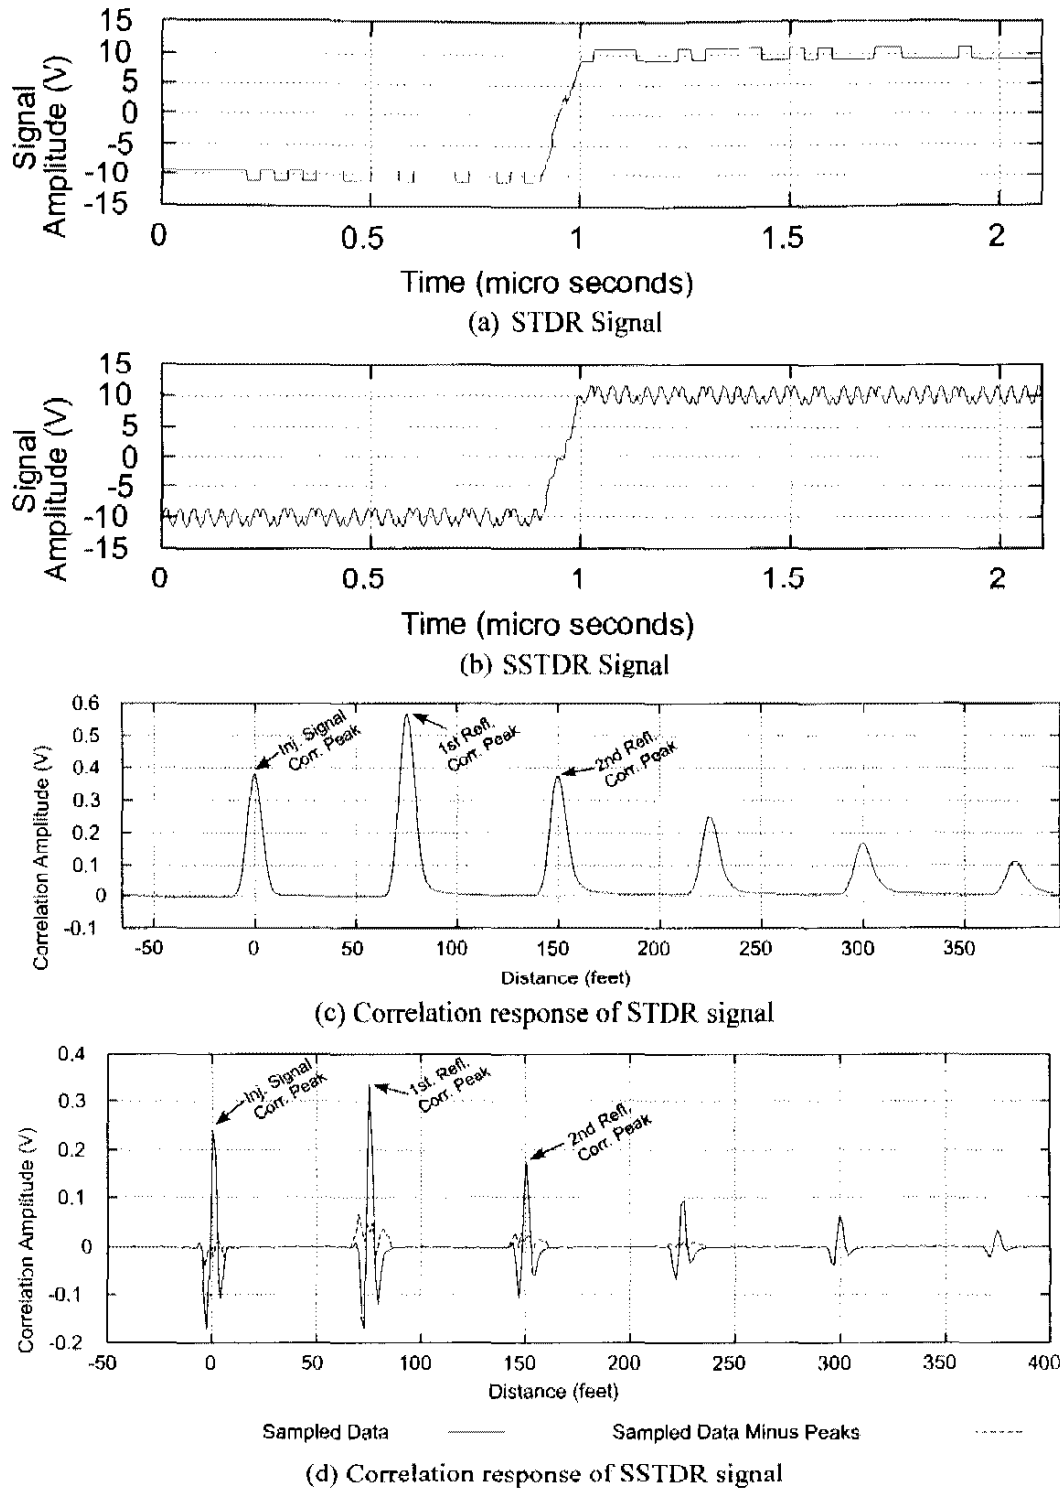 15
10
5
0
-5
-10
-15
Signal
Amplitude (V)
0 0.5 1 1.5 2
Time (micro seconds)
(a) STDR Signal
15
10
5
0
-5
-10
-15
Signal
Amplitude (V)
0 0.5 1 1.5 2
Time (micro seconds)
(b) SSTDR Signal
0.6
0.5
0.4
0.3
0.2
0.1
0
-0.1
Correlation Amplitude (V)
Inj. Signal
Corr. Peak
1st Refl,
Corr. Peak
2nd Refl,
Corr. Peak
-50 0 50 100 150 200 250 300 350
Distance (feet)
(c) Correlation response of STDR signal
0.4
0.3
0.2
0.1
0
-0.1
-0.2
Correlation Amplitude (V)
Inj. Signal
Corr. Peak
1st. Refl,
Corr. Peak
2nd Refl,
Corr. Peak
-50 0 50 100 150 200 250 300 350 400
Distance (feet)
Sampled Data Sampled Data Minus Peaks
(d) Correlation response of SSTDR signal